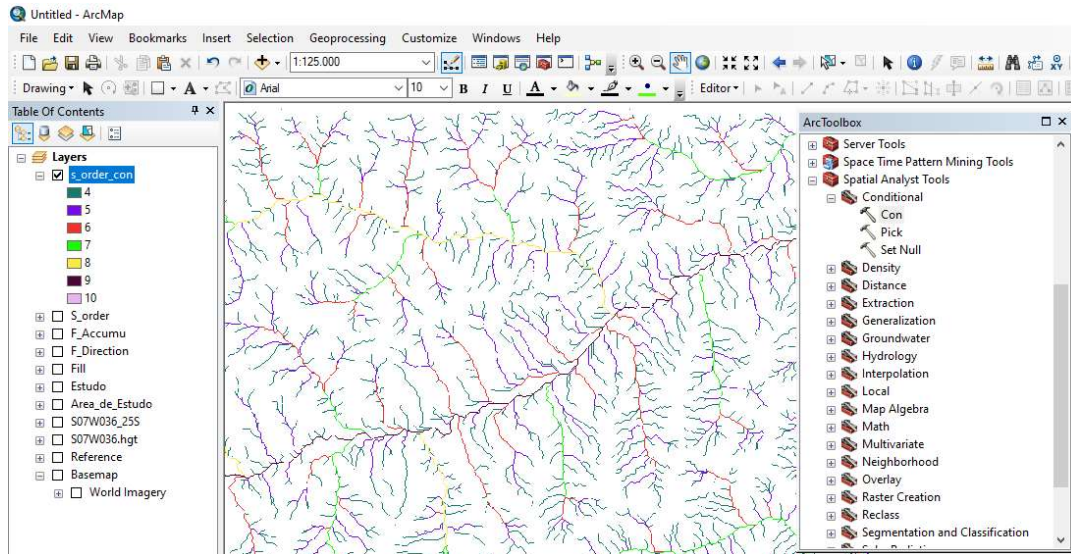 Untitled - ArcMap
File Edit View Bookmarks Insert Selection Geoprocessing Customize Windows Help
1:125.000
Drawing A Arial 10 B I U A Editor
Table Of Contents
Layers
s_order_con
4
5
6
7
8
9
10
S_order
F_Accumu
F_Direction
Fill
Estudo
Area_de_Estudo
S07W036_25S
S07W036.hgt
Reference
Basemap
World Imagery
ArcToolbox
Server Tools
Space Time Pattern Mining Tools
Spatial Analyst Tools
Conditional
Con
Pick
Set Null
Density
Distance
Extraction
Generalization
Groundwater
Hydrology
Interpolation
Local
Map Algebra
Math
Multivariate
Neighborhood
Overlay
Raster Creation
Reclass
Segmentation and Classification